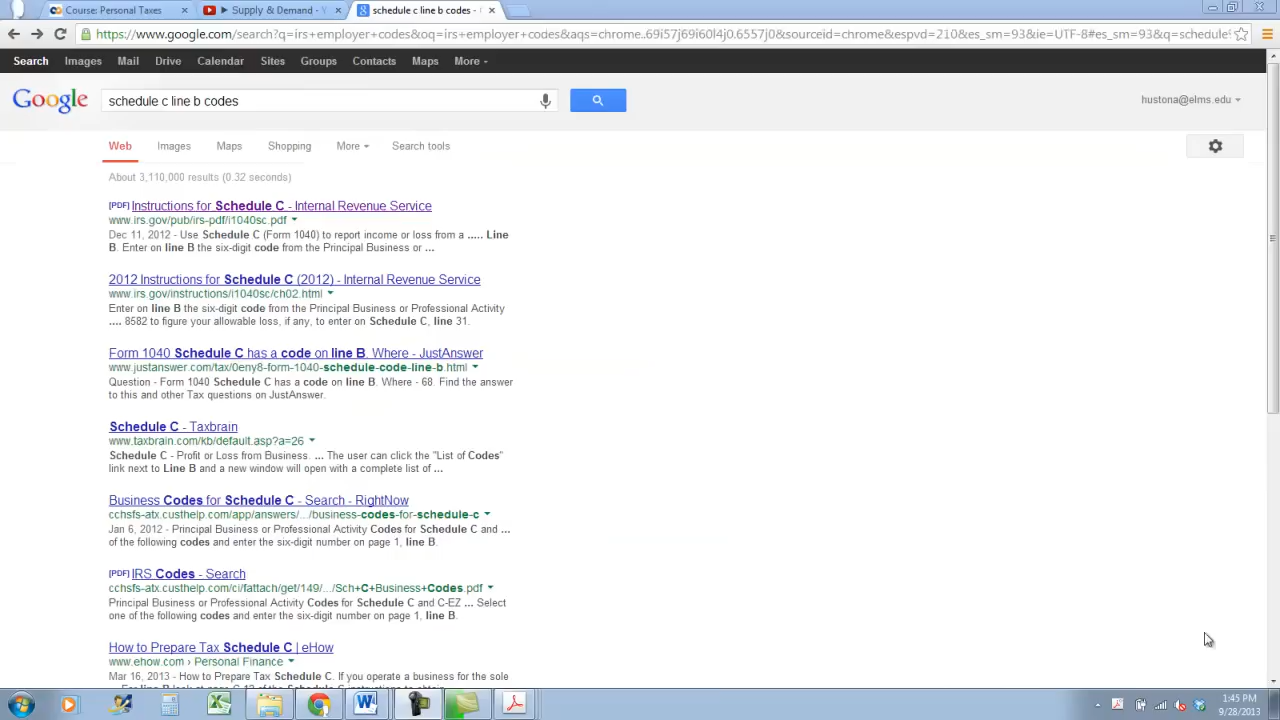 Course: Personal Taxes
▶ Supply & Demand - Y
schedule c line b codes -
https://www.google.com/search?q=irs+employer+codes&oq=irs+employer+codes&aqs=chrome..69i57j69i60l4j0.6557j0&sourceid=chrome&espvd=210&es_sm=93&ie=UTF-8#es_sm=93&q=schedule
Search Images Mail Drive Calendar Sites Groups Contacts Maps More
Google schedule c line b codes hustona@elms.edu
Web Images Maps Shopping More Search tools
About 3,110,000 results (0.32 seconds)
[PDF] Instructions for Schedule C - Internal Revenue Service
www.irs.gov/pub/irs-pdf/i1040sc.pdf
Dec 11, 2012 - Use Schedule C (Form 1040) to report income or loss from a ..... Line
B. Enter on line B the six-digit code from the Principal Business or ...
2012 Instructions for Schedule C (2012) - Internal Revenue Service
www.irs.gov/instructions/i1040sc/ch02.html
Enter on line B the six-digit code from the Principal Business or Professional Activity
.... 8582 to figure your allowable loss, if any, to enter on Schedule C, line 31.
Form 1040 Schedule C has a code on line B. Where - JustAnswer
www.justanswer.com/tax/0eny8-form-1040-schedule-code-line-b.html
Question - Form 1040 Schedule C has a code on line B. Where - 68. Find the answer
to this and other Tax questions on JustAnswer.
Schedule C - Taxbrain
www.taxbrain.com/kb/default.asp?a=26
Schedule C - Profit or Loss from Business. ... The user can click the "List of Codes"
link next to Line B and a new window will open with a complete list of ...
Business Codes for Schedule C - Search - RightNow
cchsfs-atx.custhelp.com/app/answers/.../business-codes-for-schedule-c
Jan 6, 2012 - Principal Business or Professional Activity Codes for Schedule C and ...
of the following codes and enter the six-digit number on page 1, line B.
[PDF] IRS Codes - Search
cchsfs-atx.custhelp.com/ci/fattach/get/149/.../Sch+C+Business+Codes.pdf
Principal Business or Professional Activity Codes for Schedule C and C-EZ ... Select
one of the following codes and enter the six-digit number on page 1, line B.
How to Prepare Tax Schedule C | eHow
www.ehow.com › Personal Finance
Mar 16, 2013 - How to Prepare Tax Schedule C. If you operate a business for the sole
1:45 PM
9/28/2013